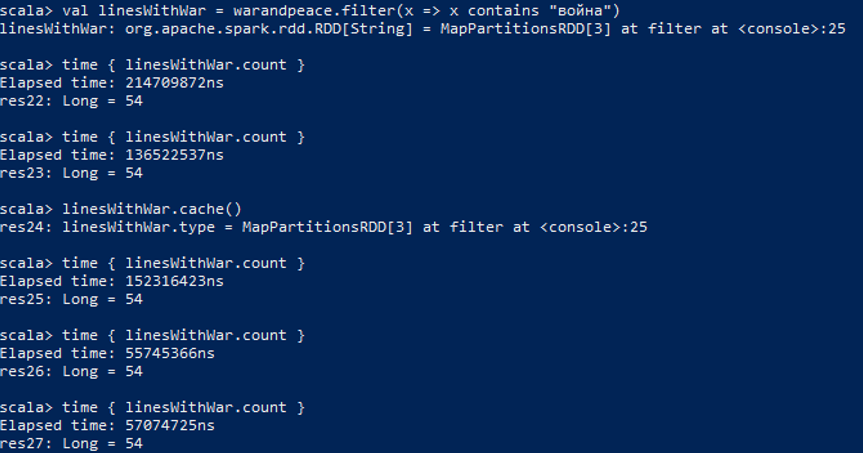 scala> val linesWithWar = warandpeace.filter(x => x contains "война")
linesWithWar: org.apache.spark.rdd.RDD[String] = MapPartitionsRDD[3] at filter at <console>:25
scala> time { linesWithWar.count }
Elapsed time: 214709872ns
res22: Long = 54
scala> time { linesWithWar.count }
Elapsed time: 136522537ns
res23: Long = 54
scala> linesWithWar.cache()
res24: linesWithWar.type = MapPartitionsRDD[3] at filter at <console>:25
scala> time { linesWithWar.count }
Elapsed time: 152316423ns
res25: Long = 54
scala> time { linesWithWar.count }
Elapsed time: 55745366ns
res26: Long = 54
scala> time { linesWithWar.count }
Elapsed time: 57074725ns
res27: Long = 54